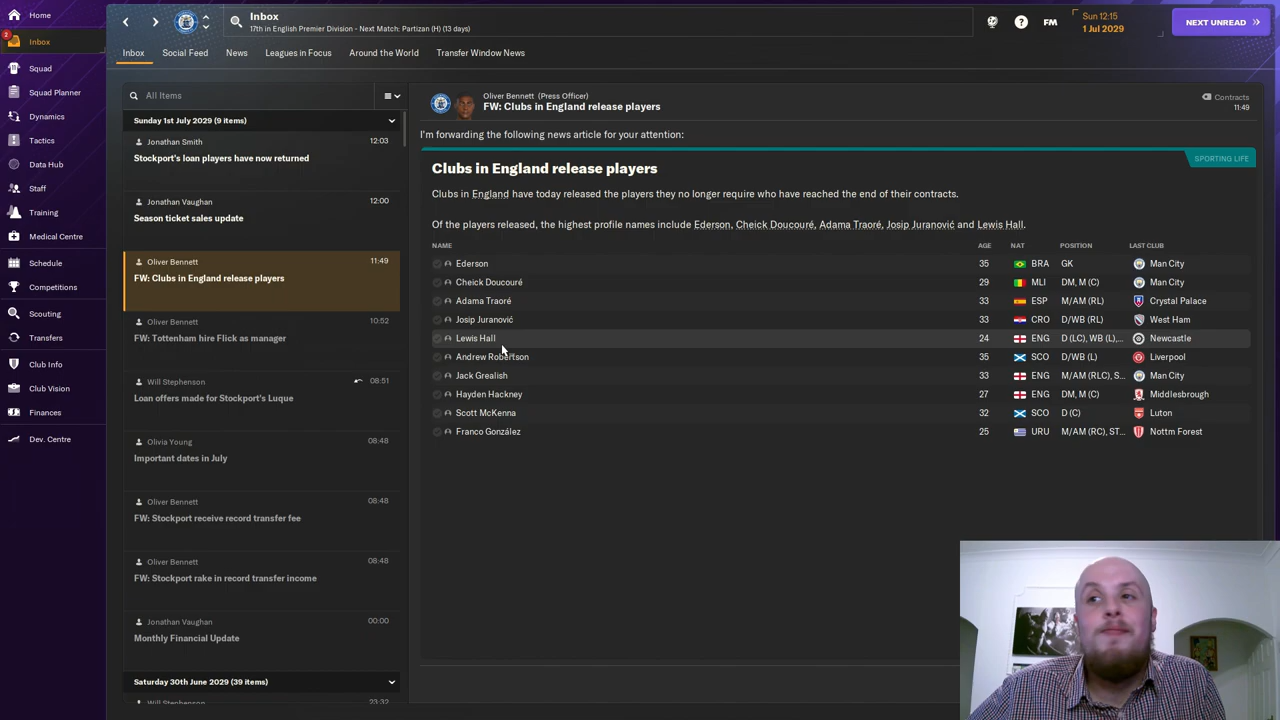 Home
Inbox
17th in English Premier Division - Next Match: Partizan (H) (13 days)
FM
Sun 12:15
1 Jul 2029
NEXT UNREAD
2
Inbox
Squad
Squad Planner
Dynamics
Tactics
Data Hub
Staff
Training
Medical Centre
Schedule
Competitions
Scouting
Transfers
Club Info
Club Vision
Finances
Dev. Centre
Inbox Social Feed News Leagues in Focus Around the World Transfer Window News
All Items
Sunday 1st July 2029 (9 items)
Jonathan Smith 12:03
Stockport's loan players have now returned
Jonathan Vaughan 12:00
Season ticket sales update
Oliver Bennett 11:49
FW: Clubs in England release players
Oliver Bennett 10:52
FW: Tottenham hire Flick as manager
Will Stephenson 08:51
Loan offers made for Stockport's Luque
Olivia Young 08:48
Important dates in July
Oliver Bennett 08:48
FW: Stockport receive record transfer fee
Oliver Bennett 08:48
FW: Stockport rake in record transfer income
Jonathan Vaughan 00:00
Monthly Financial Update
Saturday 30th June 2029 (39 items)
Will Stephenson 23:32
Oliver Bennett (Press Officer)
FW: Clubs in England release players
Contracts
11:49
I'm forwarding the following news article for your attention:
SPORTING LIFE
Clubs in England release players
Clubs in England have today released the players they no longer require who have reached the end of their contracts.
Of the players released, the highest profile names include Ederson, Cheick Doucouré, Adama Traoré, Josip Juranović and Lewis Hall.
NAME AGE NAT POSITION LAST CLUB
Ederson 35 BRA GK Man City
Cheick Doucouré 29 MLI DM, M (C) Man City
Adama Traoré 33 ESP M/AM (RL) Crystal Palace
Josip Juranović 33 CRO D/WB (RL) West Ham
Lewis Hall 24 ENG D (LC), WB (L),... Newcastle
Andrew Robertson 35 SCO D/WB (L) Liverpool
Jack Grealish 33 ENG M/AM (RLC), S... Man City
Hayden Hackney 27 ENG DM, M (C) Middlesbrough
Scott McKenna 32 SCO D (C) Luton
Franco González 25 URU M/AM (RC), ST... Nottm Forest